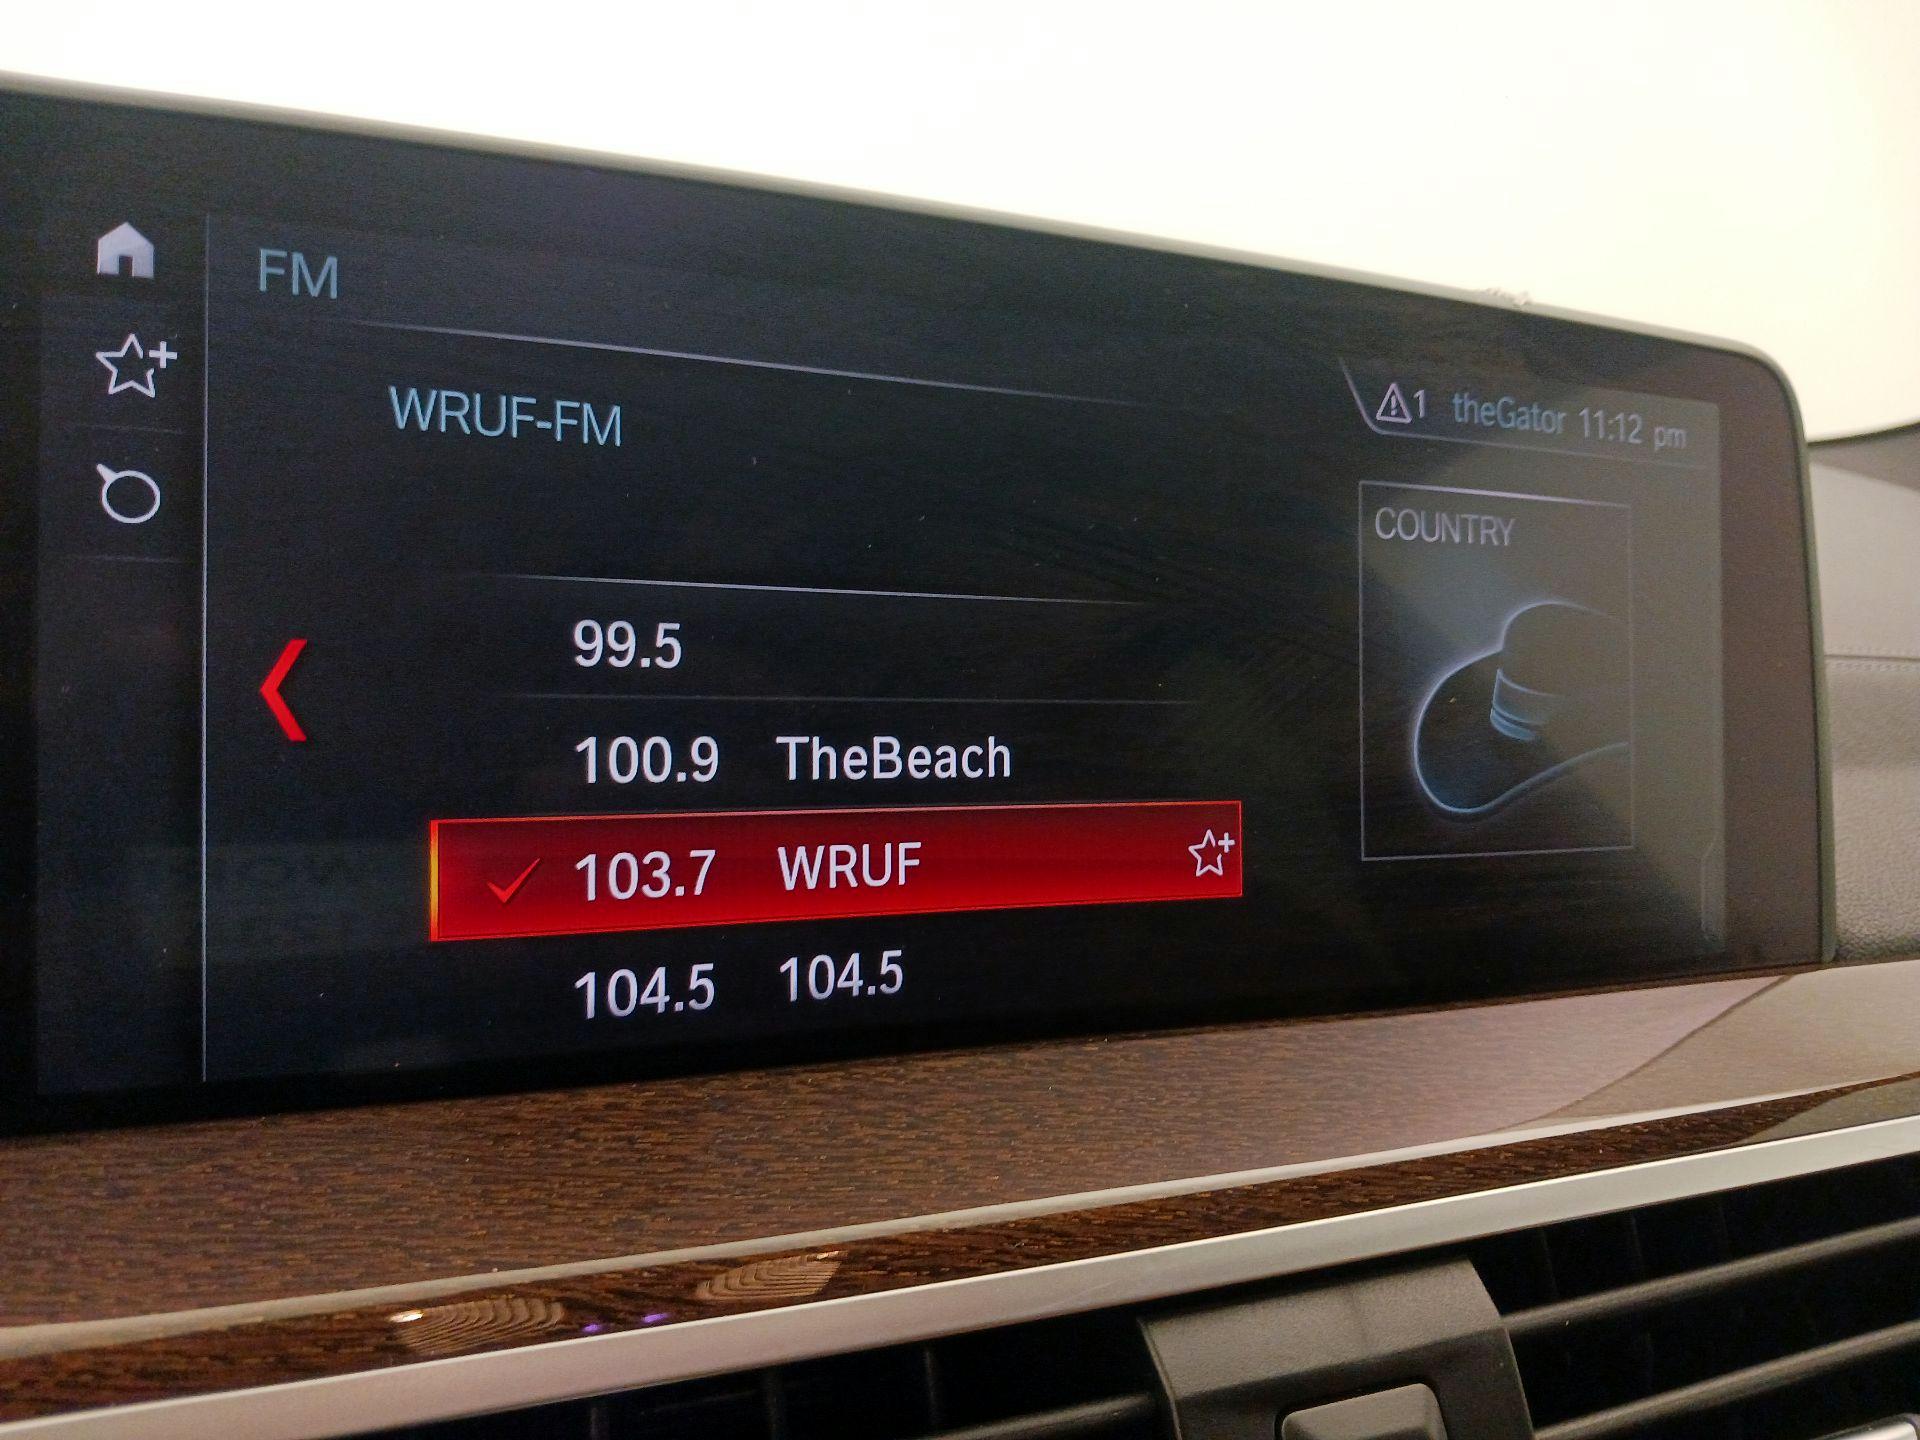 FM
WRUF-FM
1 theGator 11:12 pm
COUNTRY
99.5
100.9 TheBeach
103.7 WRUF
104.5 104.5